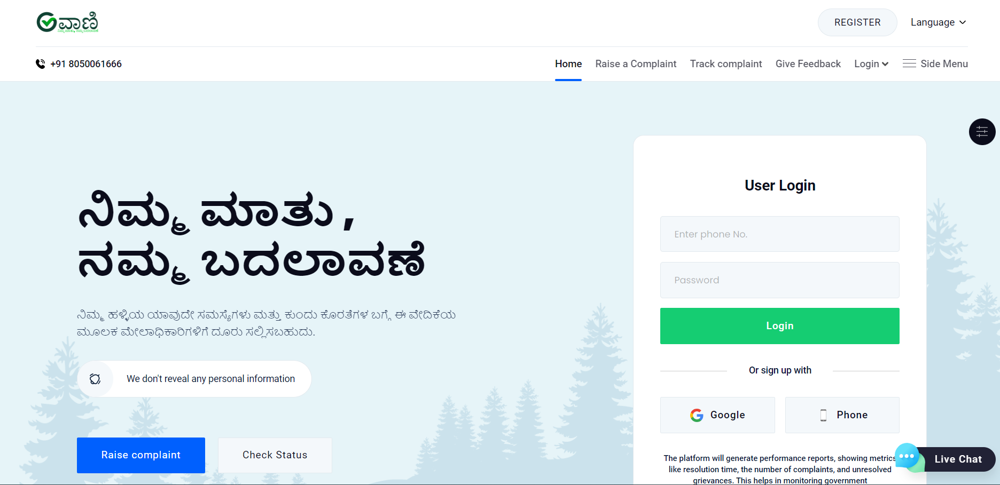 ವಾಣಿ
ನಿಮ್ಮ ಮಾತು, ನಮ್ಮ ಬದಲಾವಣೆ
REGISTER
Language
+91 8050061666
Home Raise a Complaint Track complaint Give Feedback Login Side Menu
ನಿಮ್ಮ ಮಾತು,
ನಮ್ಮ ಬದಲಾವಣೆ
ನಿಮ್ಮ ಹಳ್ಳಿಯ ಯಾವುದೇ ಸಮಸ್ಯೆಗಳು ಮತ್ತು ಕುಂದು ಕೊರತೆಗಳ ಬಗ್ಗೆ ಈ ವೇದಿಕೆಯ
ಮೂಲಕ ಮೇಲಾಧಿಕಾರಿಗಳಿಗೆ ದೂರು ಸಲ್ಲಿಸಬಹುದು.
We don't reveal any personal information
Raise complaint
Check Status
User Login
Enter phone No.
Password
Login
Or sign up with
Google
Phone
The platform will generate performance reports, showing metrics
like resolution time, the number of complaints, and unresolved
grievances. This helps in monitoring government
Live Chat